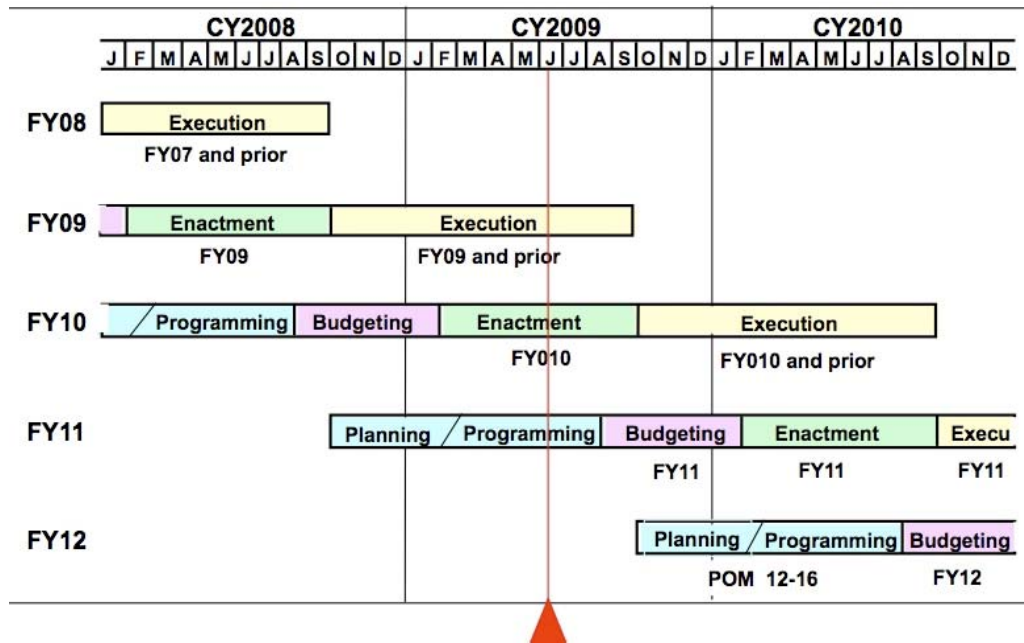 CY2008 CY2009 CY2010
J F M A M J J A S O N D J F M A M J J A S O N D J F M A M J J A S O N D
FY08 Execution
FY07 and prior
FY09 Enactment Execution
FY09 FY09 and prior
FY10 Programming Budgeting Enactment Execution
FY010 FY010 and prior
FY11 Planning Programming Budgeting Enactment Execu
FY11 FY11 FY11
FY12 Planning Programming Budgeting
POM 12-16 FY12